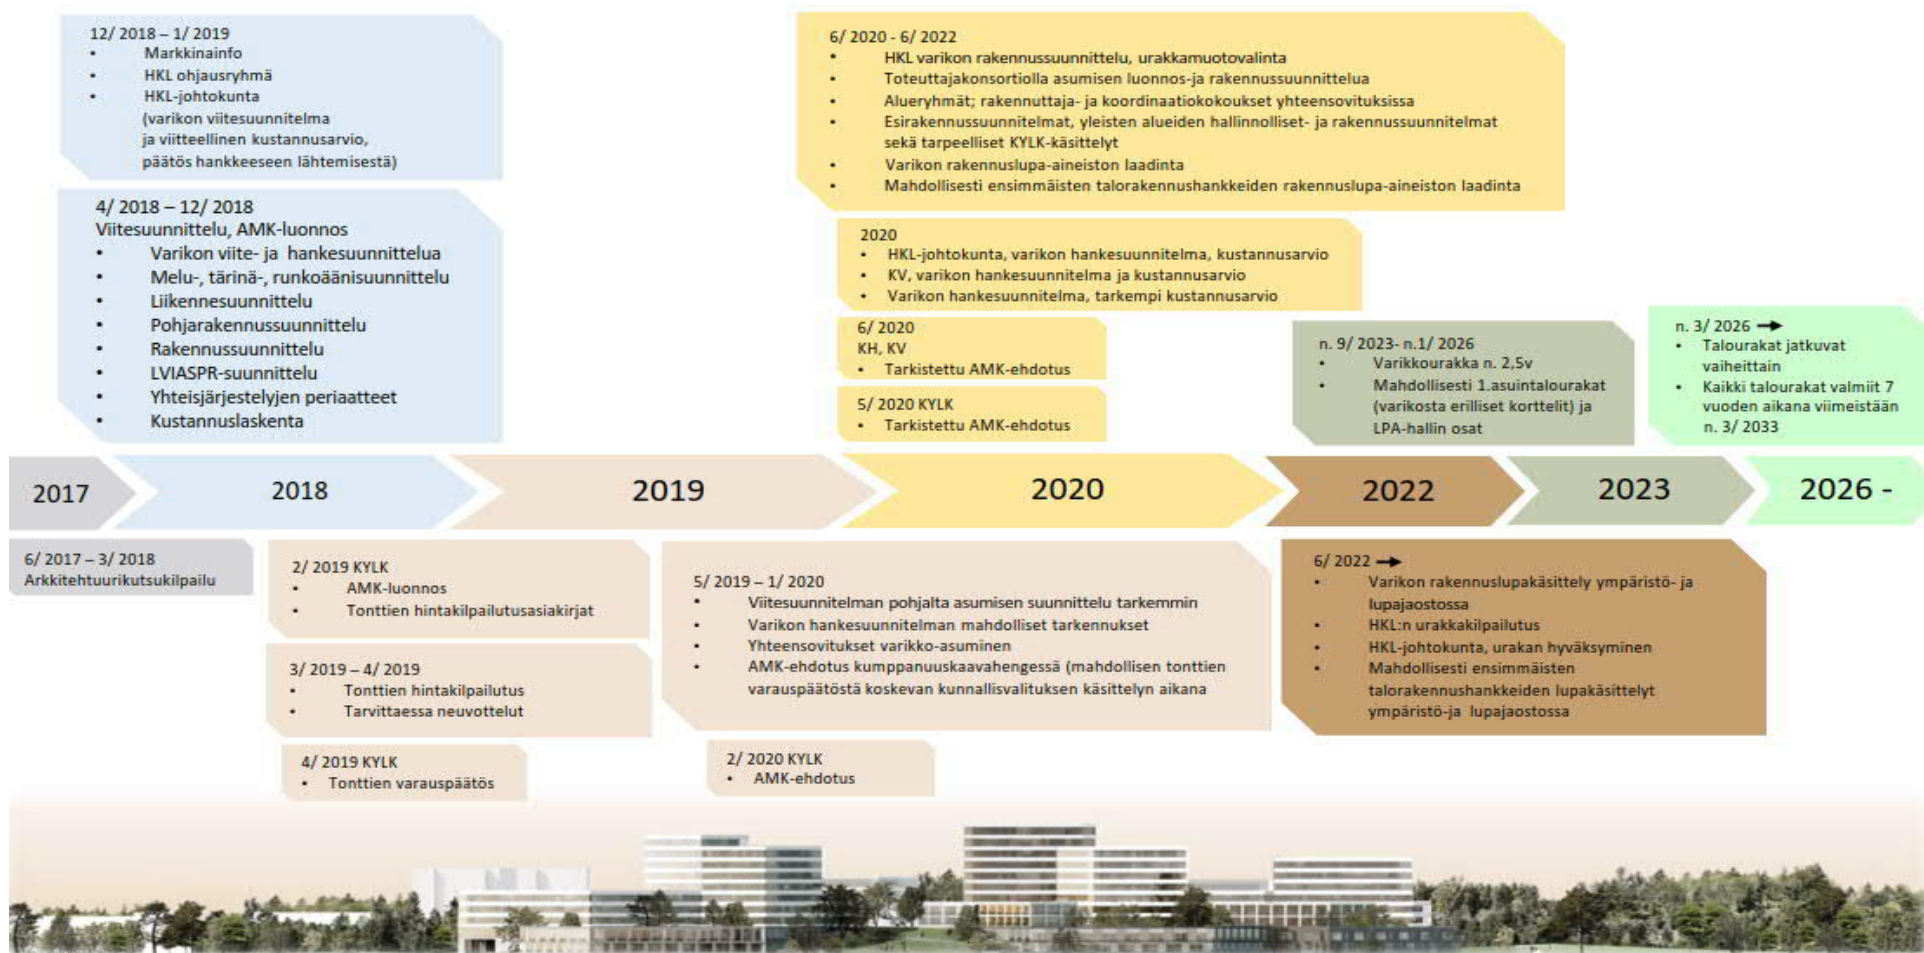 12/ 2018 – 1/ 2019
• Markkinainfo
• HKL ohjausryhmä
• HKL-johtokunta
(varikon viitesuunnitelma
ja viitteellinen kustannusarvio,
päätös hankkeeseen lähtemisestä)
4/ 2018 – 12/ 2018
Viitesuunnittelu, AMK-luonnos
• Varikon viite- ja hankesuunnittelua
• Melu-, tärinä-, runkoäänisuunnittelu
• Liikennesuunnittelu
• Pohjarakennussuunnittelu
• Rakennussuunnittelu
• LVIASPR-suunnittelu
• Yhteisjärjestelyjen periaatteet
• Kustannuslaskenta
6/ 2020 - 6/ 2022
• HKL varikon rakennussuunnittelu, urakkamuotovalinta
• Toteuttajakonsortiolla asumisen luonnos-ja rakennussuunnittelua
• Alueryhmät; rakennuttaja- ja koordinaatiokokoukset yhteensovituksissa
• Esirakennussuunnitelmat, yleisten alueiden hallinnolliset- ja rakennussuunnitelmat
sekä tarpeelliset KYLK-käsittelyt
• Varikon rakennuslupa-aineiston laadinta
• Mahdollisesti ensimmäisten talorakennushankkeiden rakennuslupa-aineiston laadinta
2020
• HKL-johtokunta, varikon hankesuunnitelma, kustannusarvio
• KV, varikon hankesuunnitelma ja kustannusarvio
• Varikon hankesuunnitelma, tarkempi kustannusarvio
6/ 2020
KH, KV
• Tarkistettu AMK-ehdotus
5/ 2020 KYLK
• Tarkistettu AMK-ehdotus
n. 9/ 2023- n.1/ 2026
• Varikkourakka n. 2,5v
• Mahdollisesti 1.asuintalourakat
(varikosta erilliset korttelit) ja
LPA-hallin osat
n. 3/ 2026 →
• Talourakat jatkuvat
vaiheittain
• Kaikki talourakat valmiit 7
vuoden aikana viimeistään
n. 3/ 2033
2017
2018
2019
2020
2022
2023
2026 -
6/ 2017 – 3/ 2018
Arkkitehtuurikutsukilpailu
2/ 2019 KYLK
• AMK-luonnos
• Tonttien hintakilpailutusasiakirjat
3/ 2019 – 4/ 2019
• Tonttien hintakilpailutus
• Tarvittaessa neuvottelut
4/ 2019 KYLK
• Tonttien varauspäätös
5/ 2019 – 1/ 2020
• Viitesuunnitelman pohjalta asumisen suunnittelu tarkemmin
• Varikon hankesuunnitelman mahdolliset tarkennukset
• Yhteensovitukset varikko-asuminen
• AMK-ehdotus kumppanuuskaavahengessä (mahdollisen tonttien
varauspäätöstä koskevan kunnallisvalituksen käsittelyn aikana
2/ 2020 KYLK
• AMK-ehdotus
6/ 2022 →
• Varikon rakennuslupakäsittely ympäristö- ja
lupajaostossa
• HKL:n urakkakilpailutus
• HKL-johtokunta, urakan hyväksyminen
• Mahdollisesti ensimmäisten
talorakennushankkeiden lupakäsittelyt
ympäristö-ja lupajaostossa